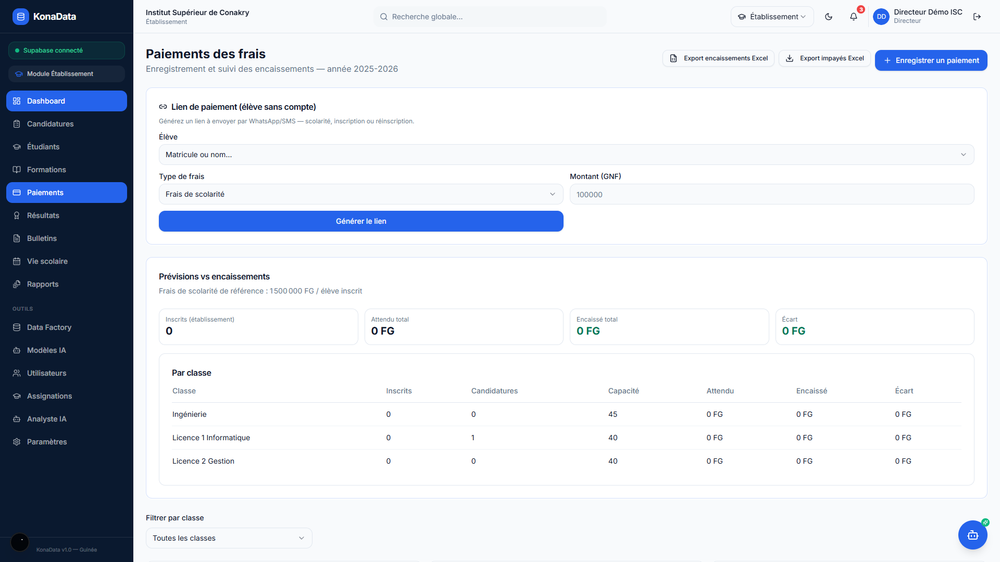 KonaData
Supabase connecté
Module Établissement
Dashboard
Candidatures
Étudiants
Formations
Paiements
Résultats
Bulletins
Vie scolaire
Rapports
OUTILS
Data Factory
Modèles IA
Utilisateurs
Assignations
Analyste IA
Paramètres
KonaData v1.0 — Guinée
Institut Supérieur de Conakry
Établissement
Recherche globale...
Établissement
3
DD
Directeur Démo ISC
Directeur
Paiements des frais
Enregistrement et suivi des encaissements — année 2025-2026
Export encaissements Excel
Export impayés Excel
Enregistrer un paiement
Lien de paiement (élève sans compte)
Générez un lien à envoyer par WhatsApp/SMS — scolarité, inscription ou réinscription.
Élève
Matricule ou nom...
Type de frais
Montant (GNF)
Frais de scolarité
100000
Générer le lien
Prévisions vs encaissements
Frais de scolarité de référence : 1 500 000 FG / élève inscrit
Inscrits (établissement)
0
Attendu total
0 FG
Encaissé total
0 FG
Écart
0 FG
Par classe
Classe Inscrits Candidatures Capacité Attendu Encaissé Écart
Ingénierie 0 0 45 0 FG 0 FG 0 FG
Licence 1 Informatique 0 1 40 0 FG 0 FG 0 FG
Licence 2 Gestion 0 0 40 0 FG 0 FG 0 FG
Filtrer par classe
Toutes les classes